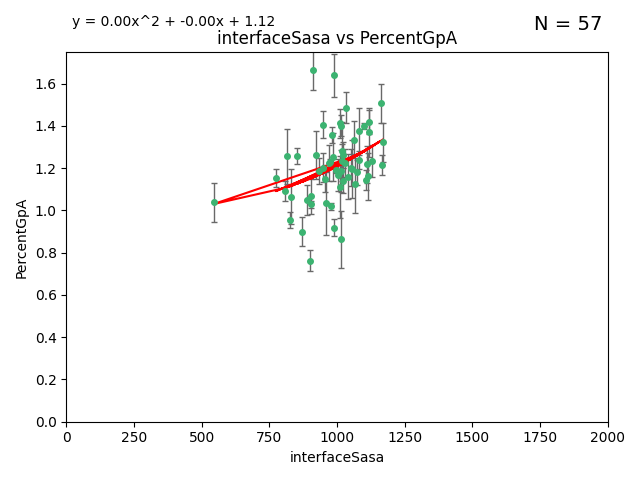 y = 0.00x^2 + -0.00x + 1.12
N = 57
interfaceSasa vs PercentGpA
PercentGpA
1.6
1.4
1.2
1.0
0.8
0.6
0.4
0.2
0.0
0 250 500 750 1000 1250 1500 1750 2000
interfaceSasa